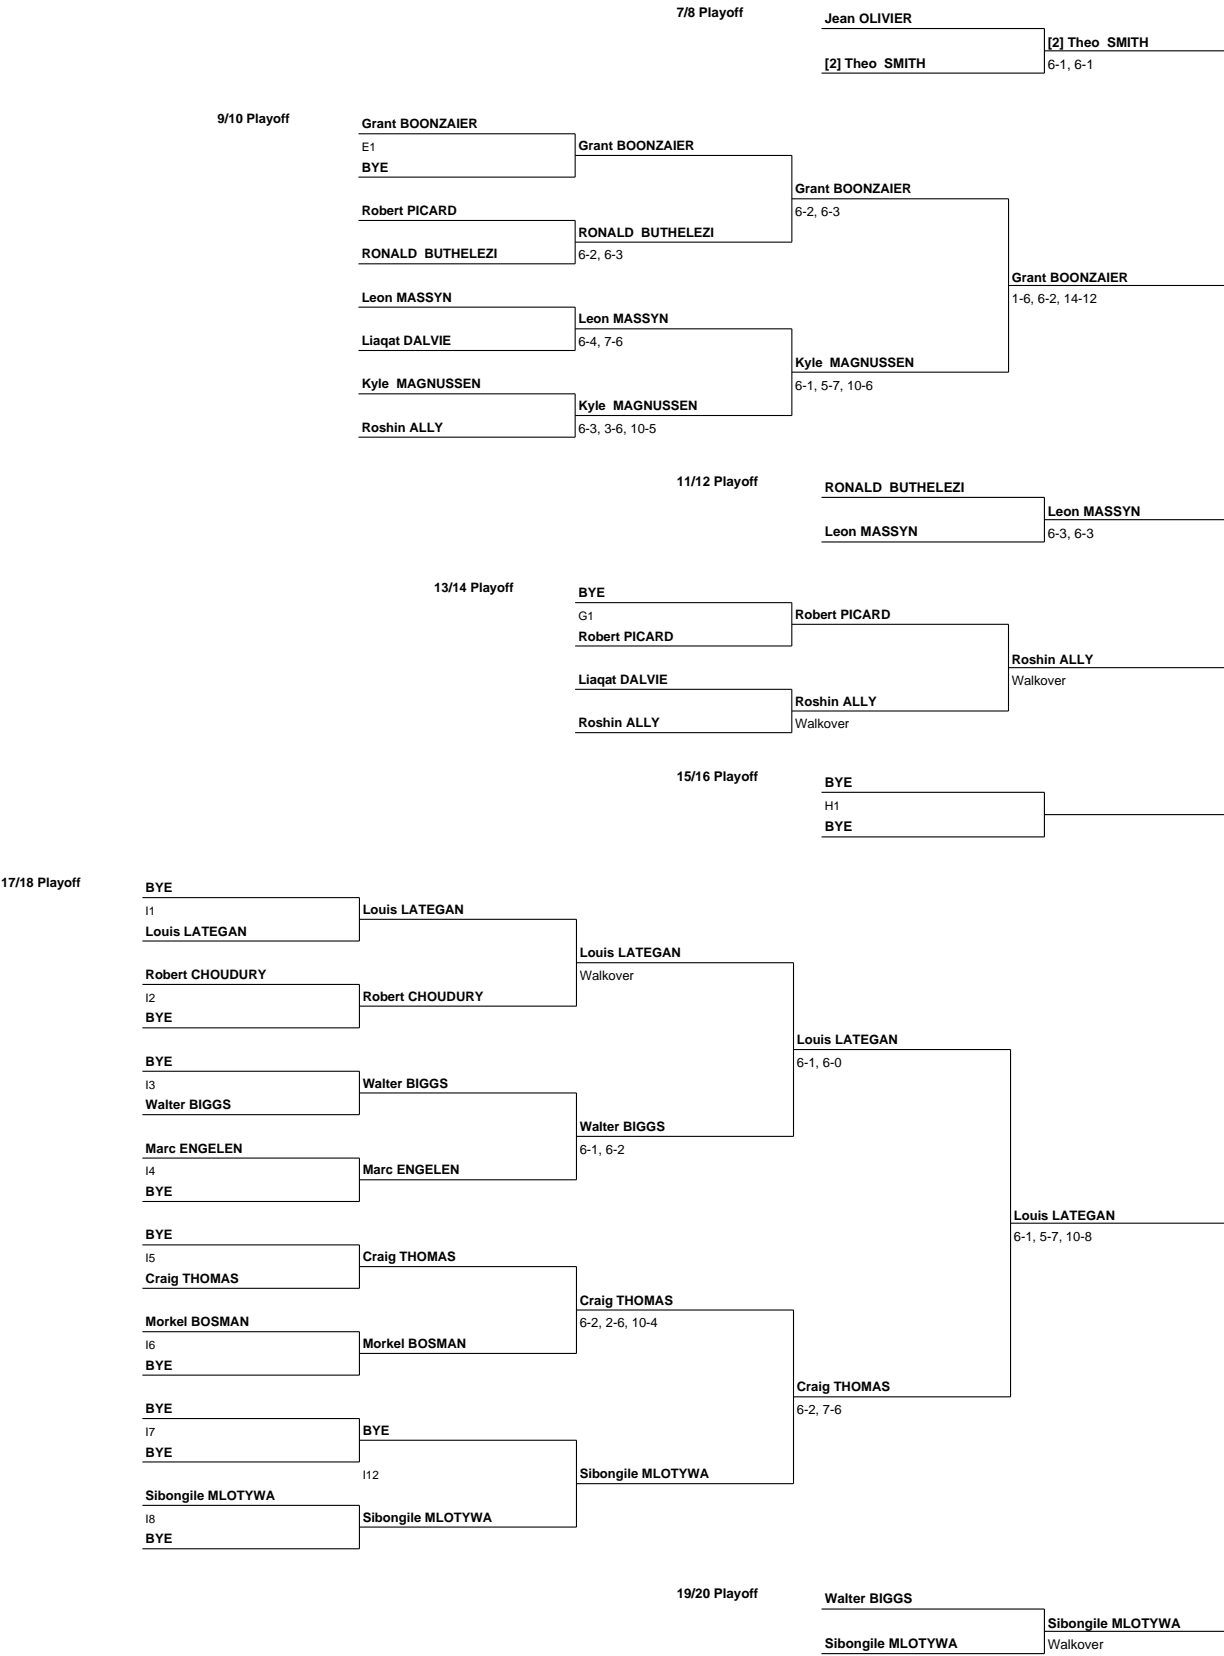 7/8 Playoff
Jean OLIVIER
[2] Theo  SMITH
[2] Theo  SMITH
6-1, 6-1
9/10 Playoff
Grant BOONZAIER
E1
Grant BOONZAIER
BYE
Grant BOONZAIER
Robert PICARD
6-2, 6-3
RONALD  BUTHELEZI
RONALD  BUTHELEZI
6-2, 6-3
Grant BOONZAIER
Leon MASSYN
1-6, 6-2, 14-12
Leon MASSYN
Liaqat DALVIE
6-4, 7-6
Kyle  MAGNUSSEN
Kyle  MAGNUSSEN
6-1, 5-7, 10-6
Kyle  MAGNUSSEN
Roshin ALLY
6-3, 3-6, 10-5
11/12 Playoff
RONALD  BUTHELEZI
Leon MASSYN
Leon MASSYN
6-3, 6-3
13/14 Playoff
BYE
G1
Robert PICARD
Robert PICARD
Roshin ALLY
Liaqat DALVIE
Walkover
Roshin ALLY
Roshin ALLY
Walkover
15/16 Playoff
BYE
H1
BYE
17/18 Playoff
BYE
I1
Louis LATEGAN
Louis LATEGAN
Louis LATEGAN
Robert CHOUDURY
Walkover
I2
Robert CHOUDURY
BYE
Louis LATEGAN
BYE
6-1, 6-0
I3
Walter BIGGS
Walter BIGGS
Walter BIGGS
Marc ENGELEN
6-1, 6-2
I4
Marc ENGELEN
BYE
Louis LATEGAN
BYE
6-1, 5-7, 10-8
I5
Craig THOMAS
Craig THOMAS
Craig THOMAS
Morkel BOSMAN
6-2, 2-6, 10-4
I6
Morkel BOSMAN
BYE
Craig THOMAS
BYE
6-2, 7-6
I7
BYE
BYE
I12
Sibongile MLOTYWA
Sibongile MLOTYWA
I8
Sibongile MLOTYWA
BYE
19/20 Playoff
Walter BIGGS
Sibongile MLOTYWA
Sibongile MLOTYWA
Walkover